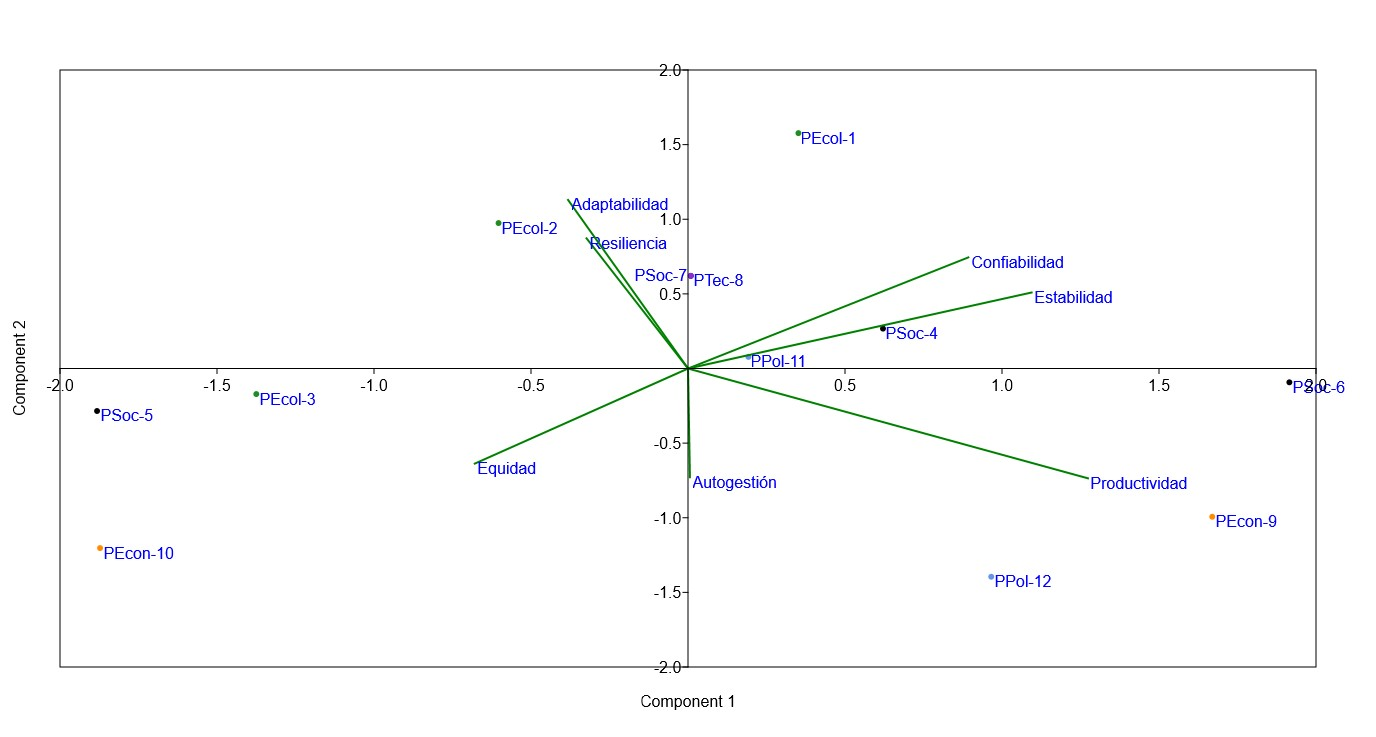 2.0
PEcol-1
1.5
Adaptabilidad
1.0
PEcol-2
Resiliencia
Confiabilidad
PSoc-7
PTec-8
0.5
Estabilidad
PSoc-4
PPol-11
-2.0
-1.5
-1.0
-0.5
0.5
1.0
1.5
2.0
PSoc-6
PEcol-3
PSoc-5
Component 2
-0.5
Equidad
Autogestión
Productividad
-1.0
PEcon-9
PEcon-10
PPol-12
-1.5
-2.0
Component 1